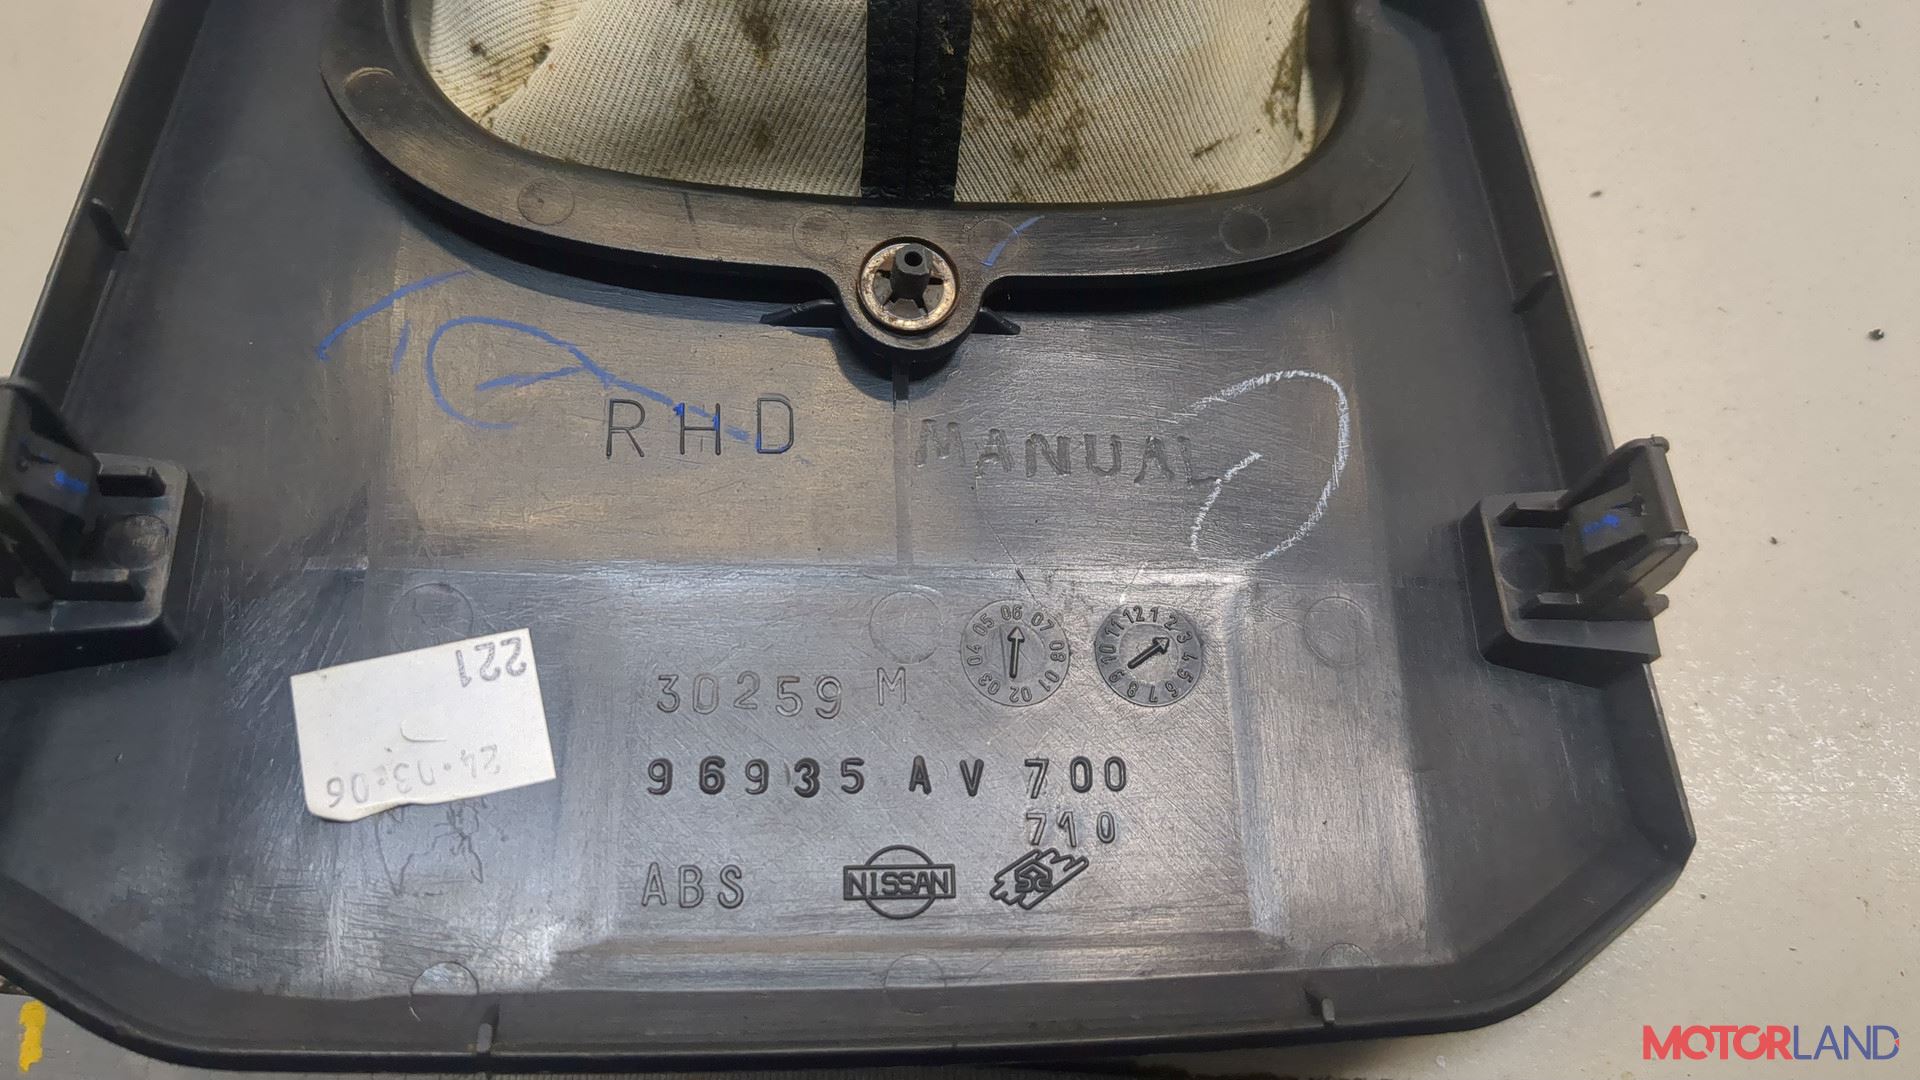 RHD MANUAL
04 05 06 07 08 01 02 03
10 11 12 1 2 3 4 5 6 7 8 9
221
30259 M
24.03.06
96935 AV 700
710
ABS NISSAN
MOTORLAND